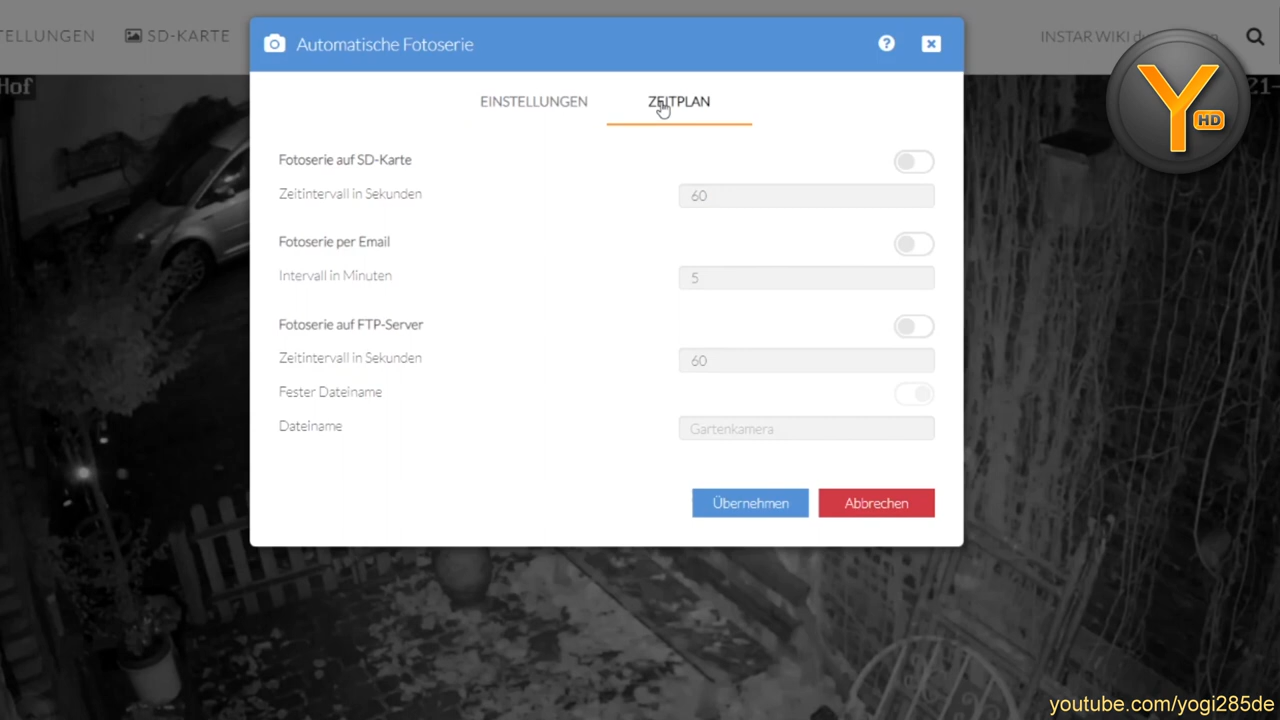 TELLUNGEN
SD-KARTE
INSTAR WIKI
Hof
21-
Automatische Fotoserie
?
EINSTELLUNGEN
ZEITPLAN
Fotoserie auf SD-Karte
Zeitintervall in Sekunden
60
Fotoserie per Email
Intervall in Minuten
5
Fotoserie auf FTP-Server
Zeitintervall in Sekunden
60
Fester Dateiname
Dateiname
Gartenkamera
Übernehmen
Abbrechen
Y
HD
youtube.com/yogi285de